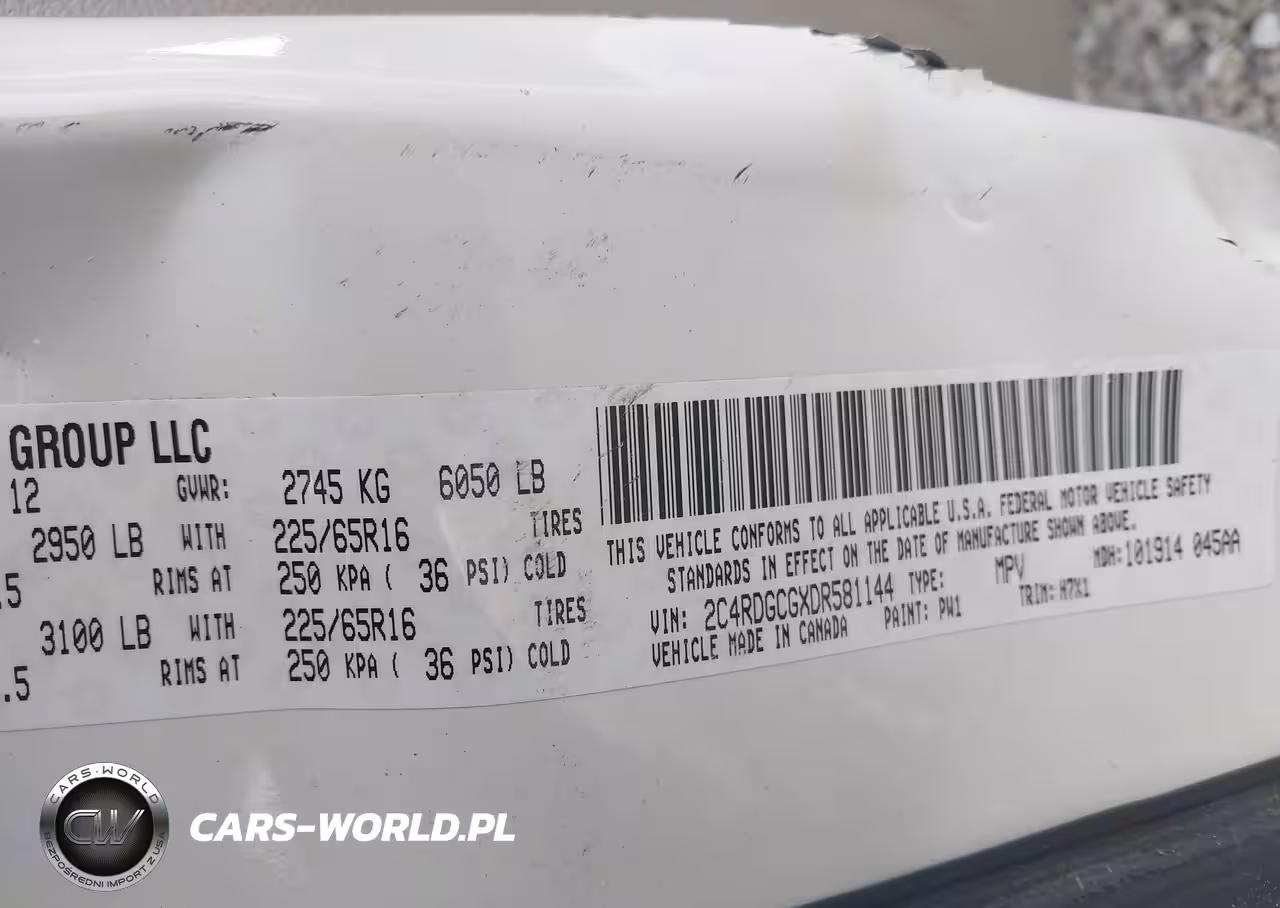 GROUP LLC
12 GVWR: 2745 KG 6050 LB
2950 LB WITH 225/65R16 TIRES
.5 RIMS AT 250 KPA ( 36 PSI) COLD
3100 LB WITH 225/65R16 TIRES
.5 RIMS AT 250 KPA ( 36 PSI) COLD
THIS VEHICLE CONFORMS TO ALL APPLICABLE U.S.A. FEDERAL MOTOR VEHICLE SAFETY
STANDARDS IN EFFECT ON THE DATE OF MANUFACTURE SHOWN ABOVE.
MDH: 101914 045AA
VIN: 2C4RDGCGXDR581144 TYPE: MPV
VEHICLE MADE IN CANADA PAINT: PW1 TRIM: H7X1
CARS-WORLD
CW
BEZPOŚREDNI IMPORT Z USA
CARS-WORLD.PL